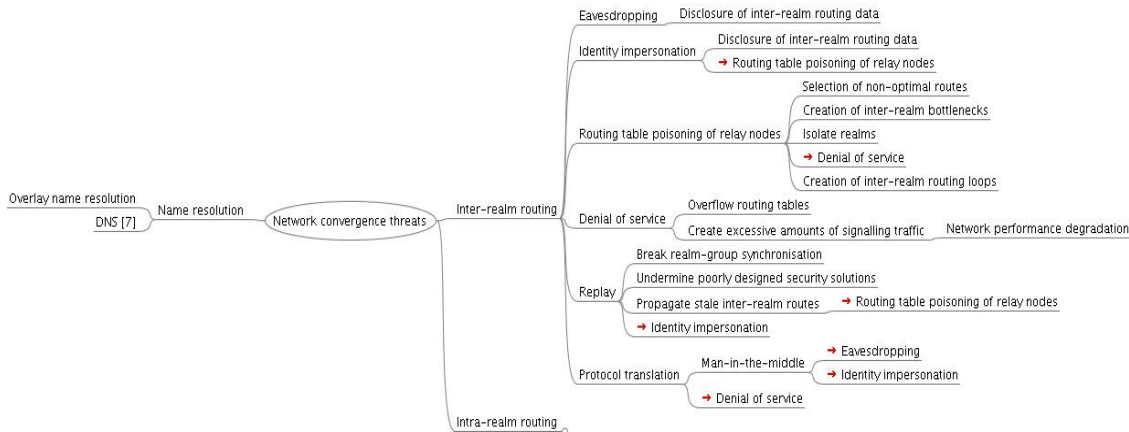 Eavesdropping
Disclosure of inter-realm routing data
Identity impersonation
Disclosure of inter-realm routing data
➜ Routing table poisoning of relay nodes
Routing table poisoning of relay nodes
Selection of non-optimal routes
Creation of inter-realm bottlenecks
Isolate realms
➜ Denial of service
Creation of inter-realm routing loops
Overlay name resolution
DNS [7]
Name resolution
Network convergence threats
Inter-realm routing
Denial of service
Overflow routing tables
Create excessive amounts of signalling traffic
Network performance degradation
Replay
Break realm-group synchronisation
Undermine poorly designed security solutions
Propagate stale inter-realm routes
➜ Routing table poisoning of relay nodes
➜ Identity impersonation
Protocol translation
Man-in-the-middle
➜ Eavesdropping
➜ Identity impersonation
➜ Denial of service
Intra-realm routing